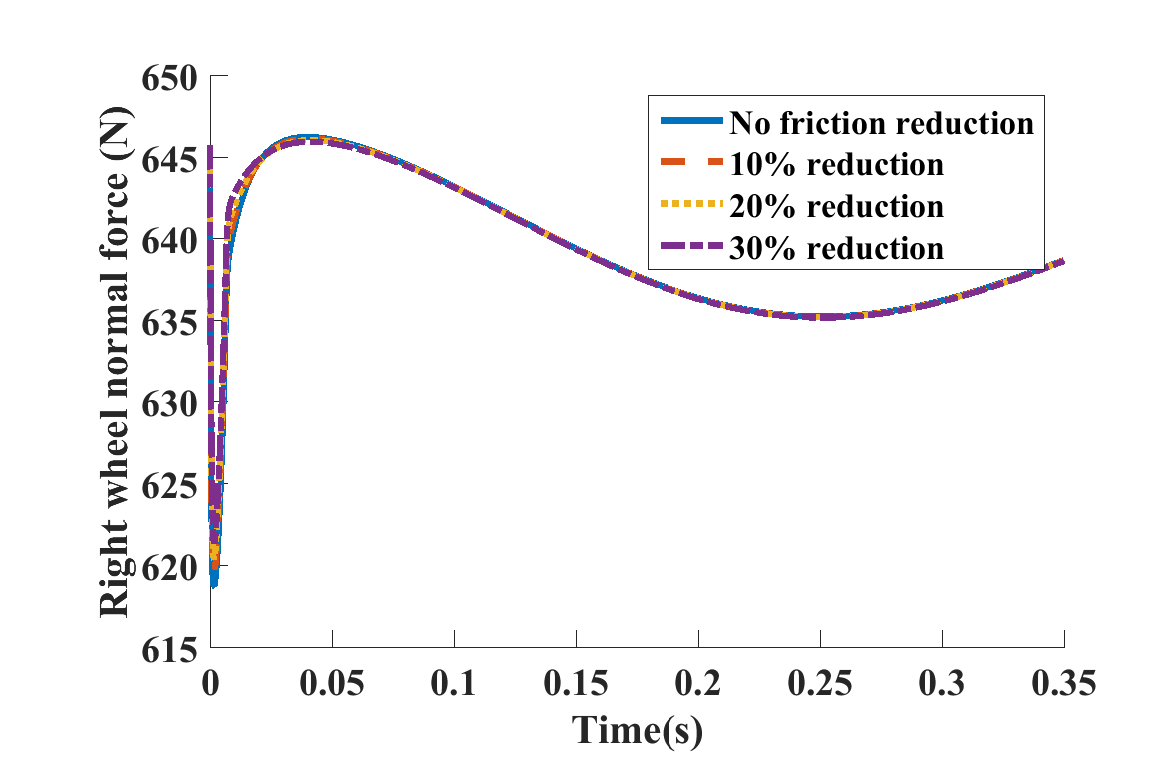 650
645
640
635
630
625
620
615
Right wheel normal force (N)
No friction reduction
10% reduction
20% reduction
30% reduction
0 0.05 0.1 0.15 0.2 0.25 0.3 0.35
Time(s)